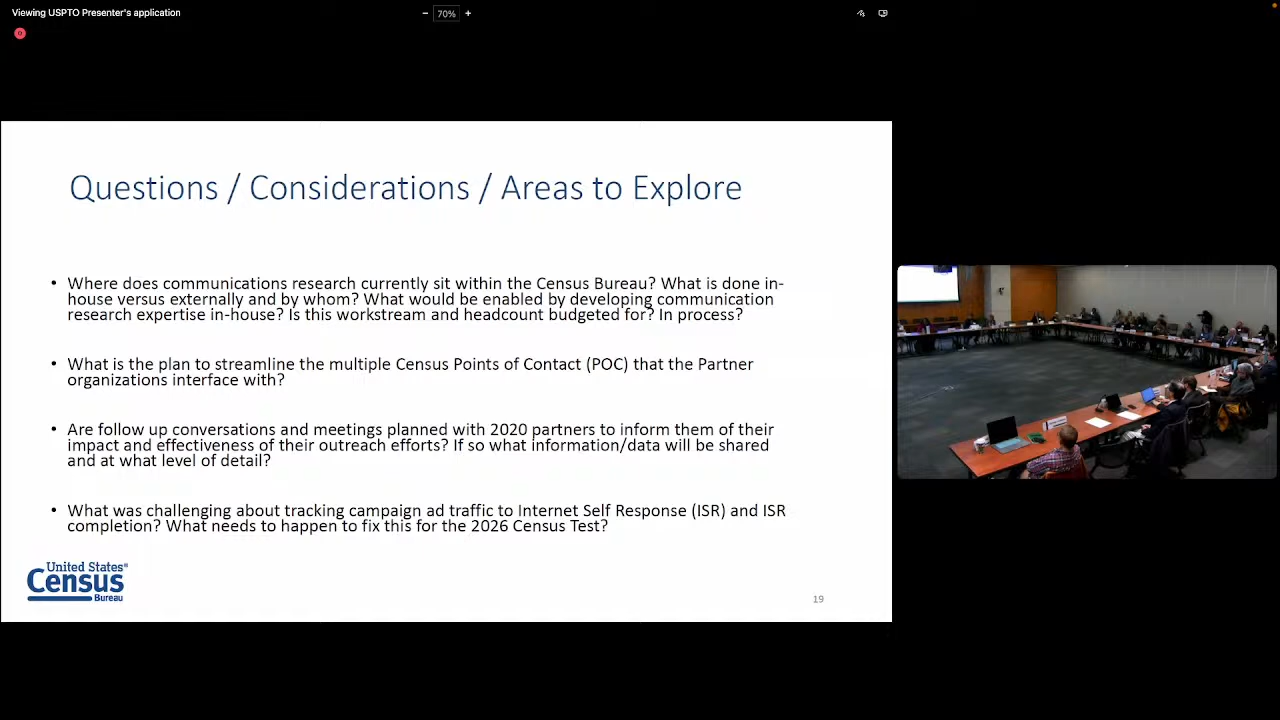 Viewing USPTO Presenter's application
− 70% +
Questions / Considerations / Areas to Explore
• Where does communications research currently sit within the Census Bureau? What is done in-
house versus externally and by whom? What would be enabled by developing communication
research expertise in-house? Is this workstream and headcount budgeted for? In process?
• What is the plan to streamline the multiple Census Points of Contact (POC) that the Partner
organizations interface with?
• Are follow up conversations and meetings planned with 2020 partners to inform them of their
impact and effectiveness of their outreach efforts? If so what information/data will be shared
and at what level of detail?
• What was challenging about tracking campaign ad traffic to Internet Self Response (ISR) and ISR
completion? What needs to happen to fix this for the 2026 Census Test?
United States®
Census
Bureau
19